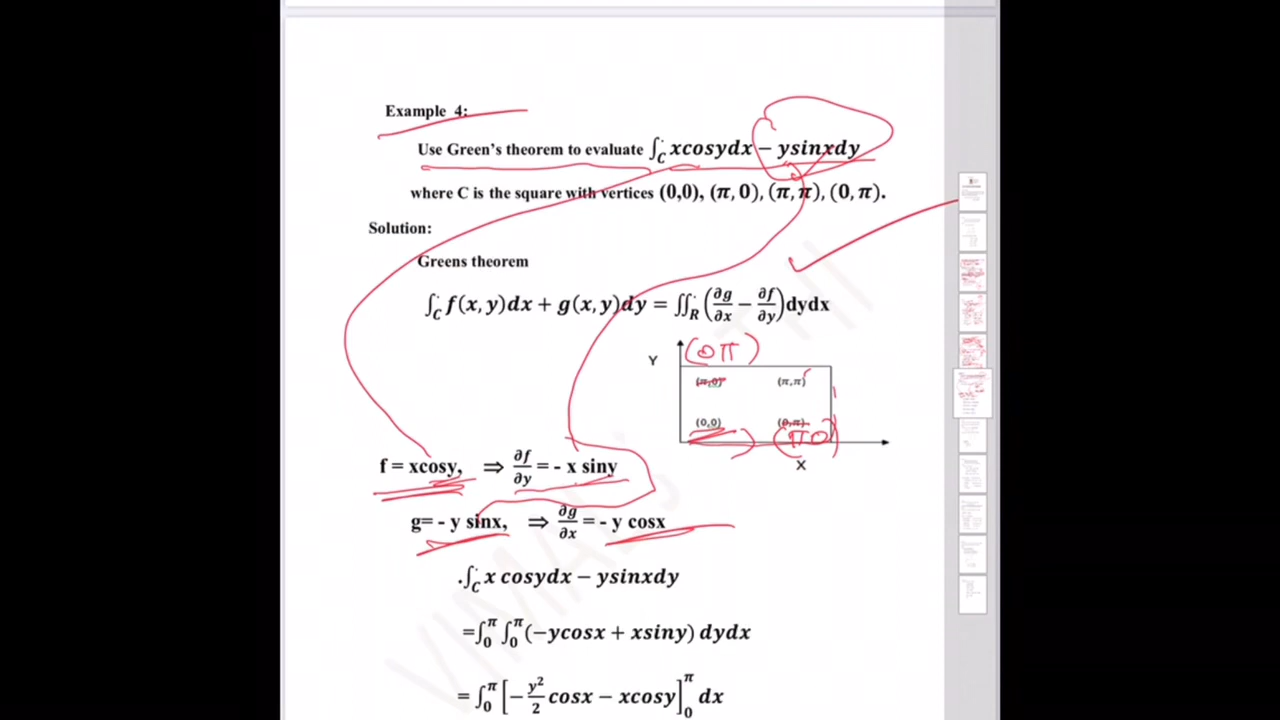 Example 4:
Use Green's theorem to evaluate ∫_C xcosydx − ysinxdy
where C is the square with vertices (0,0), (π, 0), (π, π), (0, π).
Solution:
Greens theorem
∫_C f(x, y)dx + g(x, y)dy = ∬_R (∂g/∂x − ∂f/∂y) dydx
Y (0 π)
(π,0) (π,π)
(0,0) (0,π)
(π 0)
X
f = xcosy, ⇒ ∂f/∂y = - x siny
g= - y sinx, ⇒ ∂g/∂x = - y cosx
.∫_C x cosydx − ysinxdy
=∫_0^π ∫_0^π (−ycosx + xsiny) dydx
= ∫_0^π [− y²/2 cosx − xcosy]_0^π dx